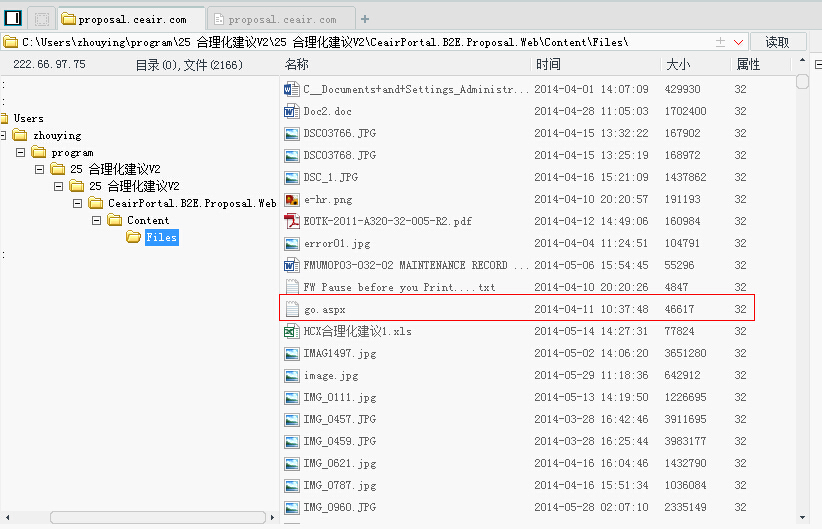 proposal.ceair.com proposal.ceair.com +
C:\Users\zhouying\program\25 合理化建议V2\25 合理化建议V2\CeairPortal.B2E.Proposal.Web\Content\Files\ 读取
222.66.97.75 目录(0),文件(2166) 名称 时间 大小 属性
Users
zhouying
program
25 合理化建议V2
25 合理化建议V2
CeairPortal.B2E.Proposal.Web
Content
Files
C__Documents+and+Settings_Administr... 2014-04-01 14:07:09 429930 32
Doc2.doc 2014-04-28 11:05:03 1702400 32
DSC03766.JPG 2014-04-15 13:32:22 167902 32
DSC03768.JPG 2014-04-15 13:25:19 168972 32
DSC_1.JPG 2014-04-16 15:21:09 1437862 32
e-hr.png 2014-04-10 10:20:57 191193 32
EOTK-2011-A320-32-005-R2.pdf 2014-04-12 14:49:06 160984 32
error01.jpg 2014-04-04 11:24:51 104791 32
FMUMOP03-032-02 MAINTENANCE RECORD ... 2014-05-06 15:54:45 55296 32
FW Pause before you Print....txt 2014-04-10 20:20:26 4847 32
go.aspx 2014-04-11 10:37:48 46617 32
HCX合理化建议1.xls 2014-05-14 14:27:31 77824 32
IMAG1497.jpg 2014-05-02 14:06:20 3651280 32
image.jpg 2014-05-29 11:18:36 642912 32
IMG_0111.jpg 2014-05-13 14:19:50 1226695 32
IMG_0457.JPG 2014-03-28 16:42:46 3911695 32
IMG_0459.JPG 2014-03-28 16:25:44 3983177 32
IMG_0621.jpg 2014-04-16 16:04:46 1432790 32
IMG_0787.jpg 2014-04-16 15:51:34 1036084 32
IMG_0960.JPG 2014-05-28 02:07:10 2335149 32